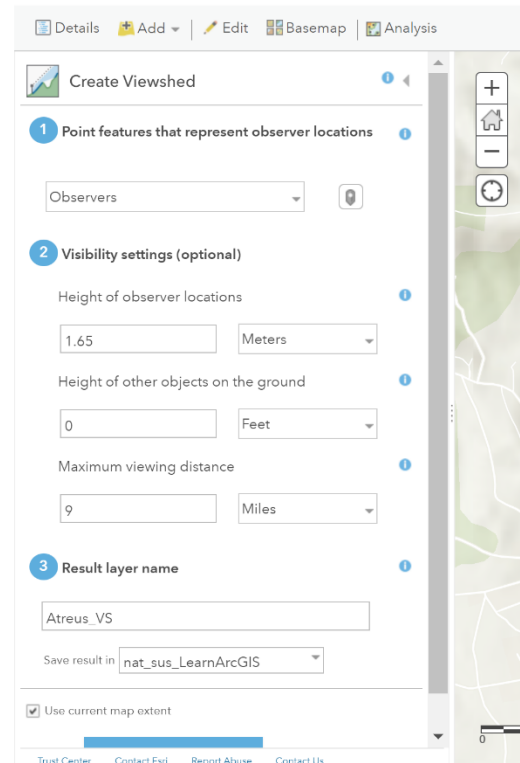 Details Add Edit Basemap Analysis
Create Viewshed
1 Point features that represent observer locations
Observers
2 Visibility settings (optional)
Height of observer locations
1.65 Meters
Height of other objects on the ground
0 Feet
Maximum viewing distance
9 Miles
3 Result layer name
Atreus_VS
Save result in nat_sus_LearnArcGIS
Use current map extent
Trust Center Contact Esri Report Abuse Contact Us
0